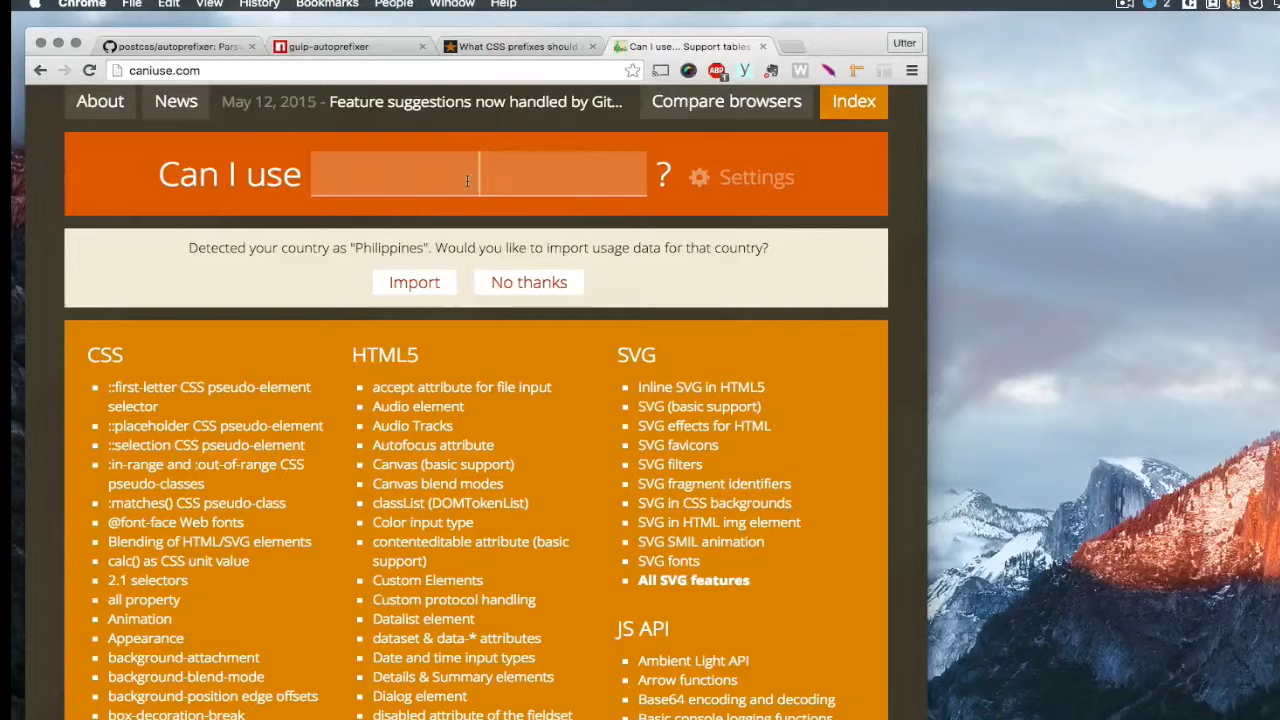 Chrome File Edit View History Bookmarks People Window Help 2
postcss/autoprefixer: Pars
gulp-autoprefixer
What CSS prefixes should
Can I use... Support tables
Utter
caniuse.com
ABP 1 y W
About News May 12, 2015 - Feature suggestions now handled by Git... Compare browsers Index
Can I use ? Settings
Detected your country as "Philippines". Would you like to import usage data for that country?
Import No thanks
CSS
::first-letter CSS pseudo-element
selector
::placeholder CSS pseudo-element
::selection CSS pseudo-element
:in-range and :out-of-range CSS
pseudo-classes
:matches() CSS pseudo-class
@font-face Web fonts
Blending of HTML/SVG elements
calc() as CSS unit value
2.1 selectors
all property
Animation
Appearance
background-attachment
background-blend-mode
background-position edge offsets
box-decoration-break
HTML5
accept attribute for file input
Audio element
Audio Tracks
Autofocus attribute
Canvas (basic support)
Canvas blend modes
classList (DOMTokenList)
Color input type
contenteditable attribute (basic
support)
Custom Elements
Custom protocol handling
Datalist element
dataset & data-* attributes
Date and time input types
Details & Summary elements
Dialog element
disabled attribute of the fieldset
SVG
Inline SVG in HTML5
SVG (basic support)
SVG effects for HTML
SVG favicons
SVG filters
SVG fragment identifiers
SVG in CSS backgrounds
SVG in HTML img element
SVG SMIL animation
SVG fonts
All SVG features
JS API
Ambient Light API
Arrow functions
Base64 encoding and decoding
Basic console logging functions